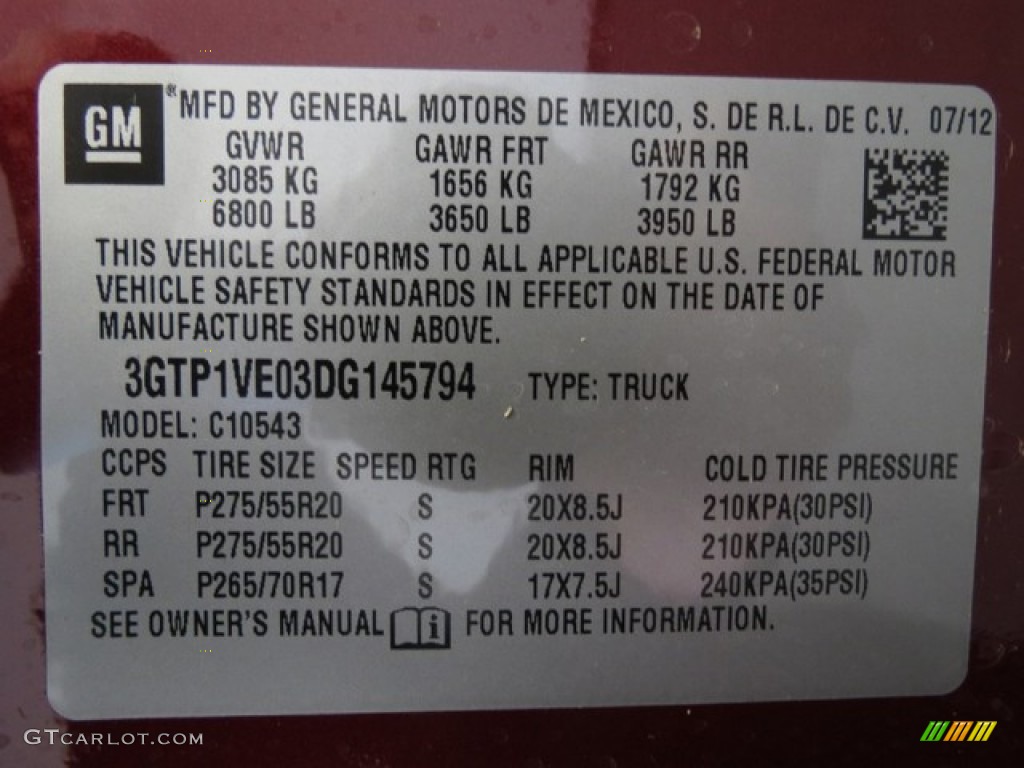 GM® MFD BY GENERAL MOTORS DE MEXICO, S. DE R.L. DE C.V. 07/12
GVWR GAWR FRT GAWR RR
3085 KG 1656 KG 1792 KG
6800 LB 3650 LB 3950 LB
THIS VEHICLE CONFORMS TO ALL APPLICABLE U.S. FEDERAL MOTOR
VEHICLE SAFETY STANDARDS IN EFFECT ON THE DATE OF
MANUFACTURE SHOWN ABOVE.
3GTP1VE03DG145794 TYPE: TRUCK
MODEL: C10543
CCPS TIRE SIZE SPEED RTG RIM COLD TIRE PRESSURE
FRT P275/55R20 S 20X8.5J 210KPA(30PSI)
RR P275/55R20 S 20X8.5J 210KPA(30PSI)
SPA P265/70R17 S 17X7.5J 240KPA(35PSI)
SEE OWNER'S MANUAL i FOR MORE INFORMATION.
GTCARLOT.COM